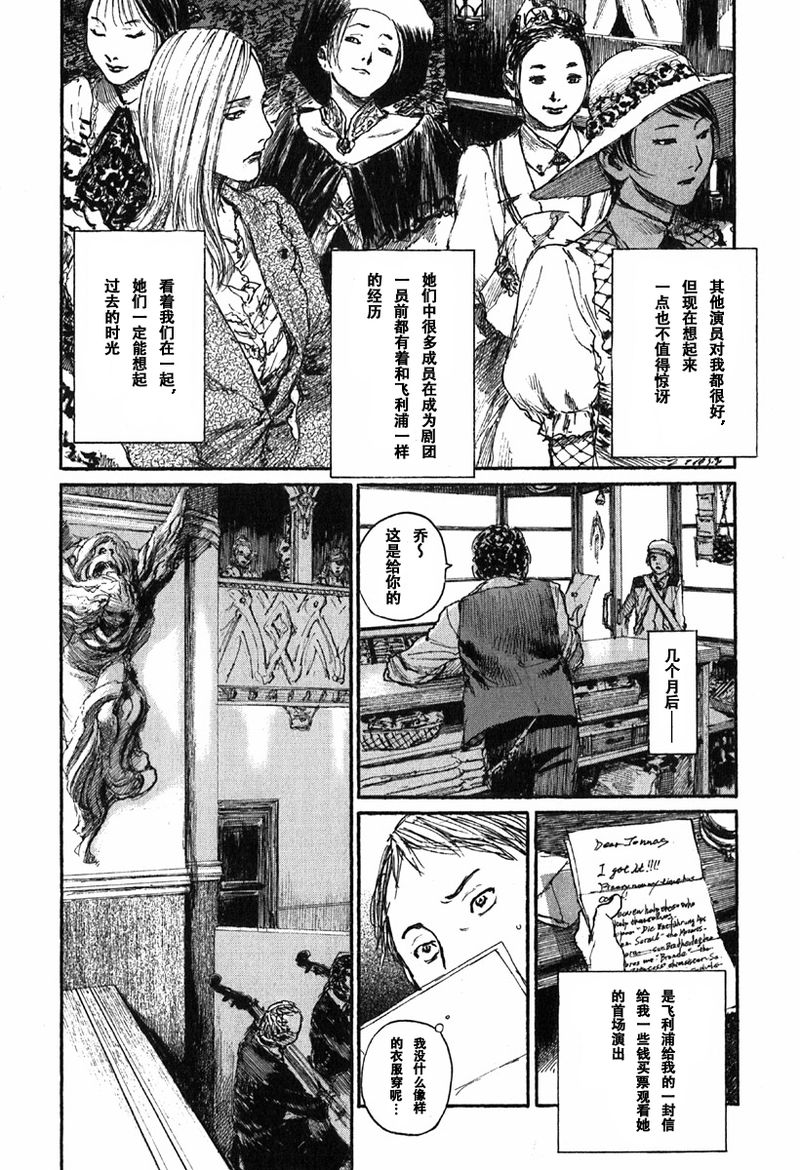 其他演员对我都很好，
但现在想起来
一点也不值得惊讶
她们中很多成员在成为剧团
一员前都有着和飞利浦一样
的经历
看着我们在一起，
她们一定能想起
过去的时光
乔～
这是给你的
几个月后——
Dear Jonnas
I got it!!!
是飞利浦给我的一封信
给我一些钱买票观看她
的首场演出
我没什么像样
的衣服穿呢…